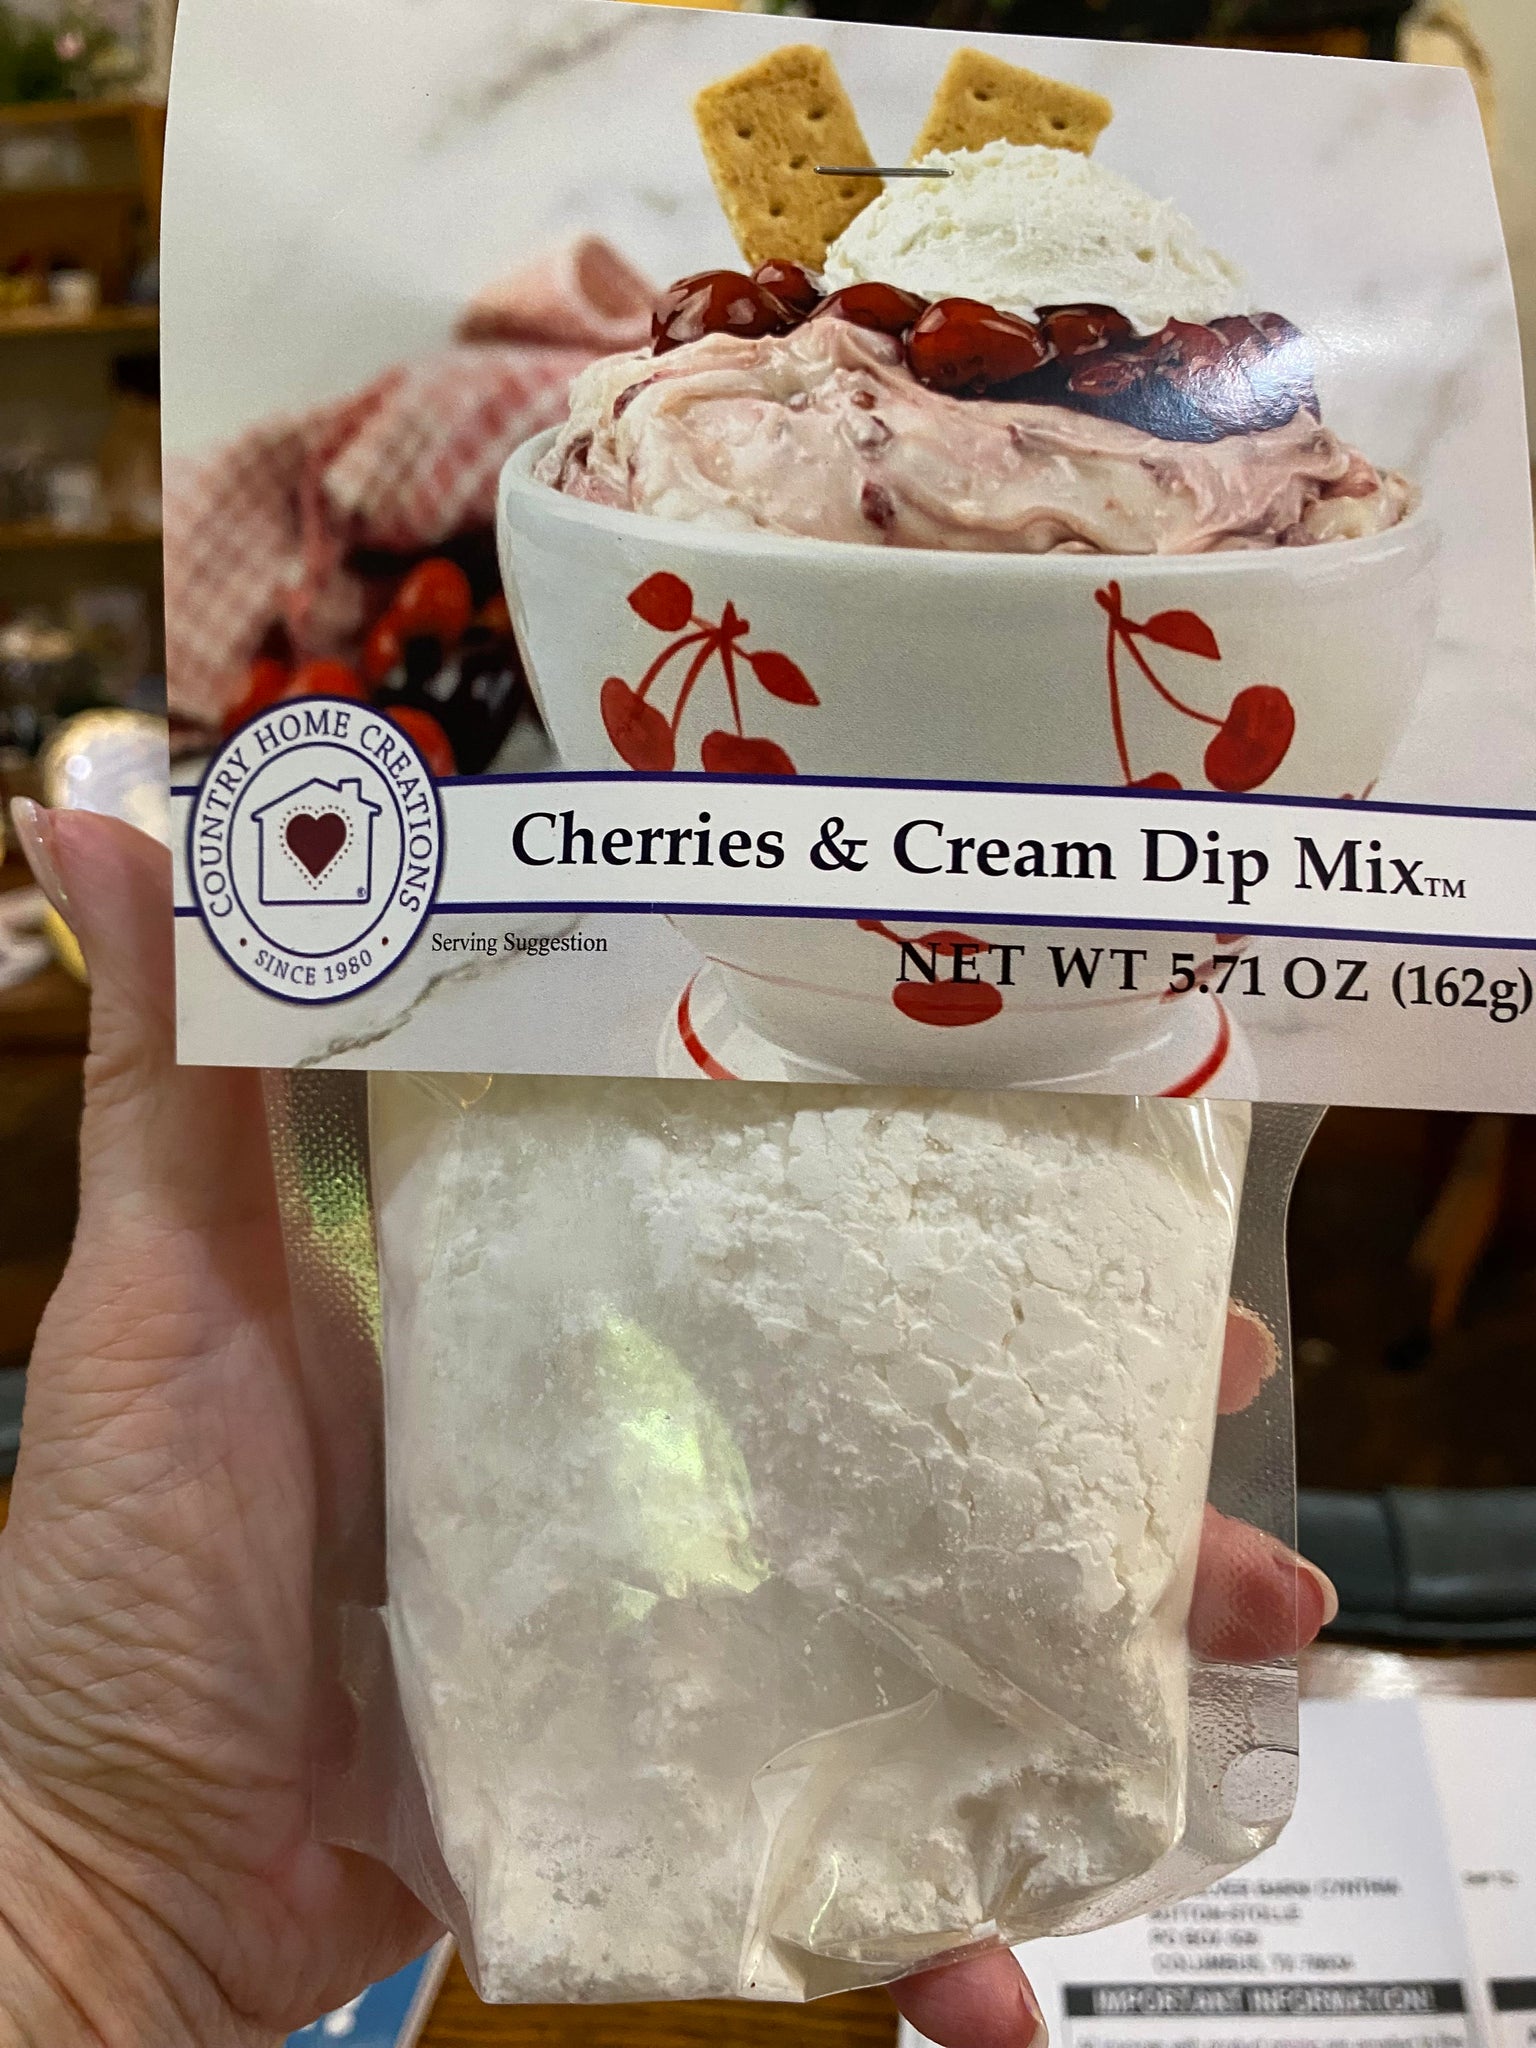 COUNTRY HOME CREATIONS
®
• SINCE 1980 •
Cherries & Cream Dip Mix™
Serving Suggestion
NET WT 5.71 OZ (162g)
IMPORTANT INFORMATION